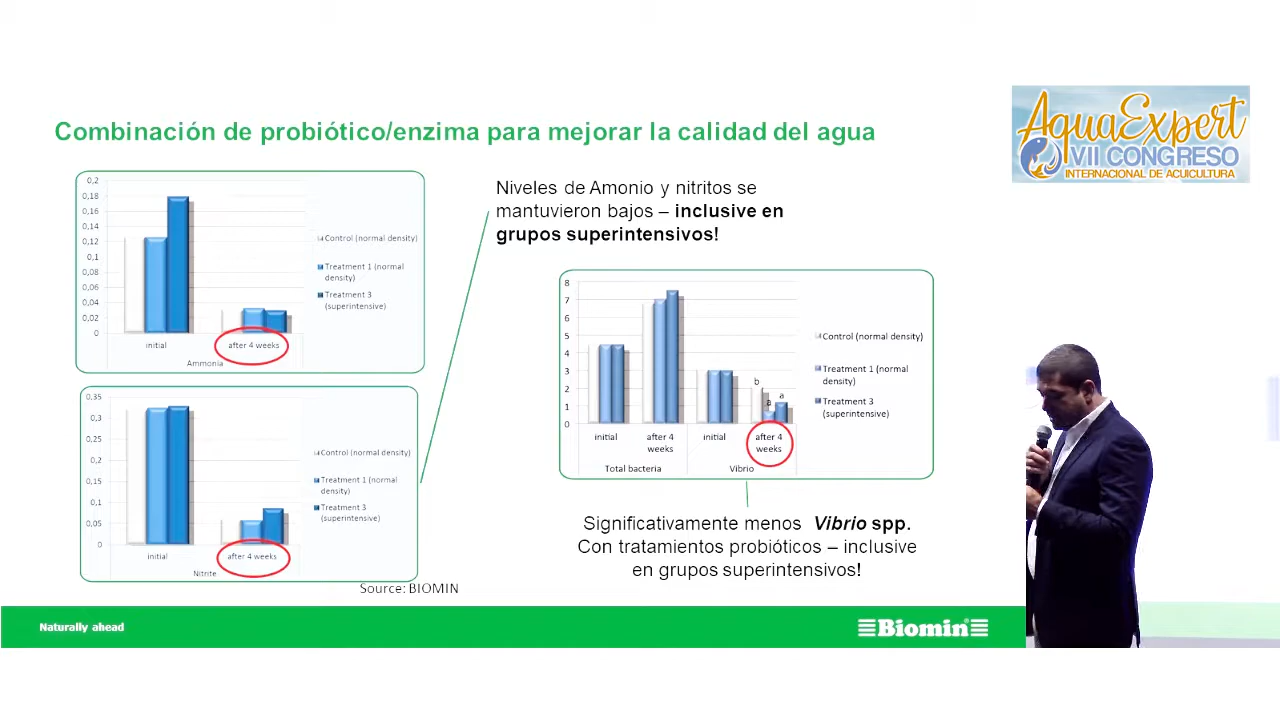 Combinación de probiótico/enzima para mejorar la calidad del agua
AquaExpert
VII CONGRESO
INTERNACIONAL DE ACUICULTURA
0,2
0,18
0,16
0,14
0,12
0,1
0,08
0,06
0,04
0,02
0
initial
after 4 weeks
Ammonia
Control (normal density)
Treatment 1 (normal
density)
Treatment 3
(superintensive)
Niveles de Amonio y nitritos se
mantuvieron bajos – inclusive en
grupos superintensivos!
8
7
6
5
4
3
2
1
0
b
a
a
initial
after 4
weeks
initial
after 4
weeks
Total bacteria
Vibrio
Control (normal density)
Treatment 1 (normal
density)
Treatment 3
(superintensive)
0,35
0,3
0,25
0,2
0,15
0,1
0,05
0
initial
after 4 weeks
Nitrite
Control (normal density)
Treatment 1 (normal
density)
Treatment 3
(superintensive)
Significativamente menos Vibrio spp.
Con tratamientos probióticos – inclusive
en grupos superintensivos!
Source: BIOMIN
Naturally ahead
Biomin®